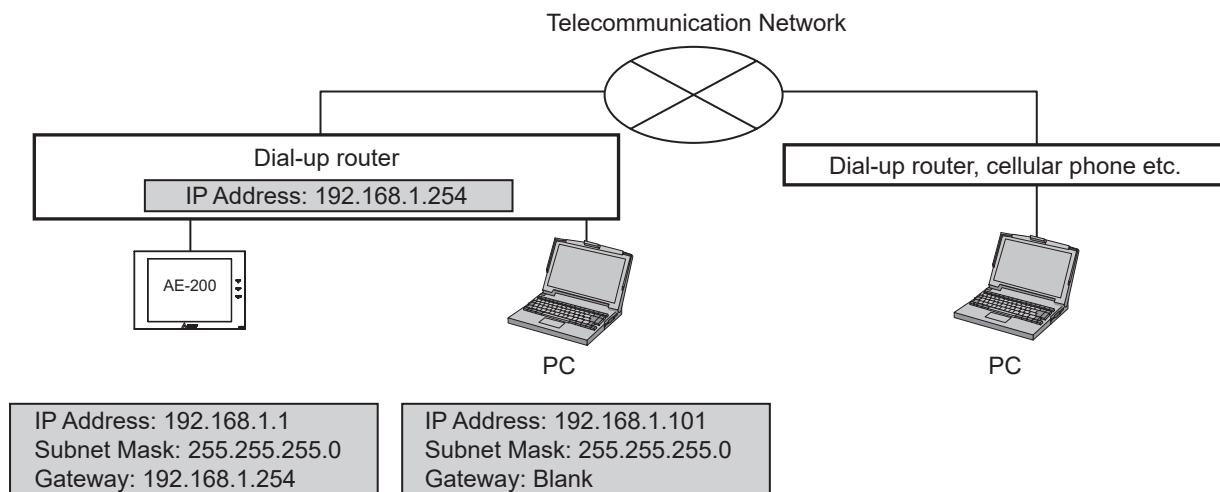 Telecommunication Network
Dial-up router
IP Address: 192.168.1.254
Dial-up router, cellular phone etc.
AE-200
PC
PC
IP Address: 192.168.1.1
Subnet Mask: 255.255.255.0
Gateway: 192.168.1.254
IP Address: 192.168.1.101
Subnet Mask: 255.255.255.0
Gateway: Blank